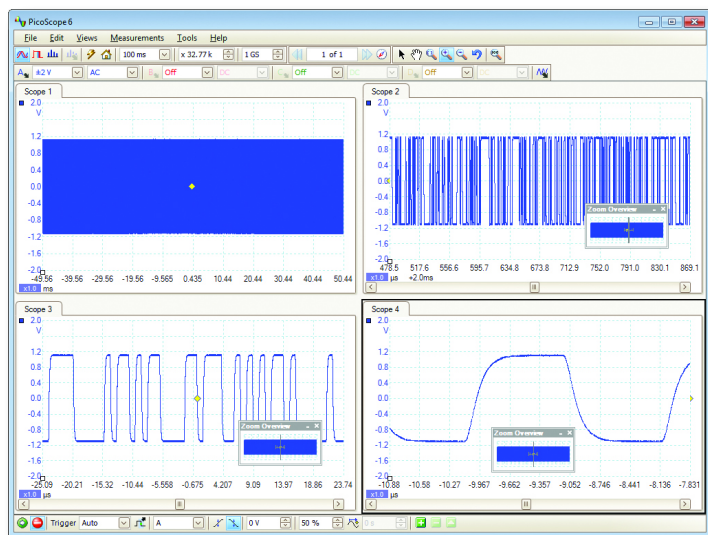 PicoScope 6
File Edit Views Measurements Tools Help
100 ms x 32.77 k 1 GS 1 of 1
A ±2 V AC B Off DC C Off DC D Off DC
Scope 1
2.0
V
1.2
0.8
0.4
0.0
-0.4
-0.8
-1.2
-1.6
-2.0
-49.56 -39.56 -29.56 -19.56 -9.565 0.435 10.44 20.44 30.44 40.44 50.44
x1.0 ms
Scope 2
2.0
V
1.2
0.8
0.4
0.0
-0.4
-0.8
-1.2
-1.6
-2.0
Zoom Overview
478.5 517.6 556.6 595.7 634.8 673.8 712.9 752.0 791.0 830.1 869.1
x1.0 µs +2.0ms
Scope 3
2.0
V
1.2
0.8
0.4
0.0
-0.4
-0.8
-1.2
-1.6
-2.0
Zoom Overview
-25.09 -20.21 -15.32 -10.44 -5.558 -0.675 4.207 9.09 13.97 18.86 23.74
x1.0 µs
Scope 4
2.0
V
1.2
0.8
0.4
0.0
-0.4
-0.8
-1.2
-1.6
-2.0
Zoom Overview
-10.88 -10.58 -10.27 -9.967 -9.662 -9.357 -9.052 -8.746 -8.441 -8.136 -7.831
x1.0 µs
Trigger Auto A 0 V 50 % 0 s